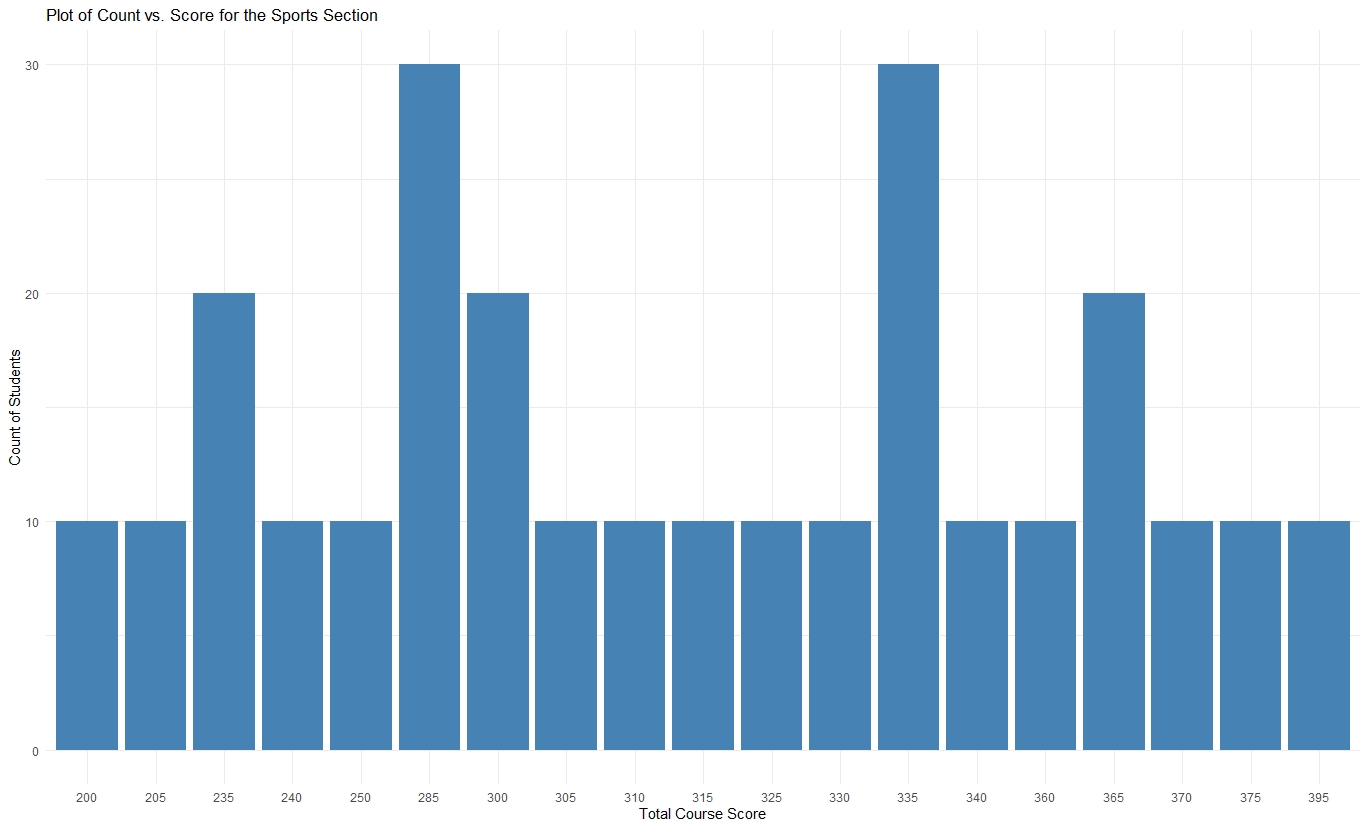 Plot of Count vs. Score for the Sports Section
30
20
10
0
Count of Students
200 205 235 240 250 285 300 305 310 315 325 330 335 340 360 365 370 375 395
Total Course Score